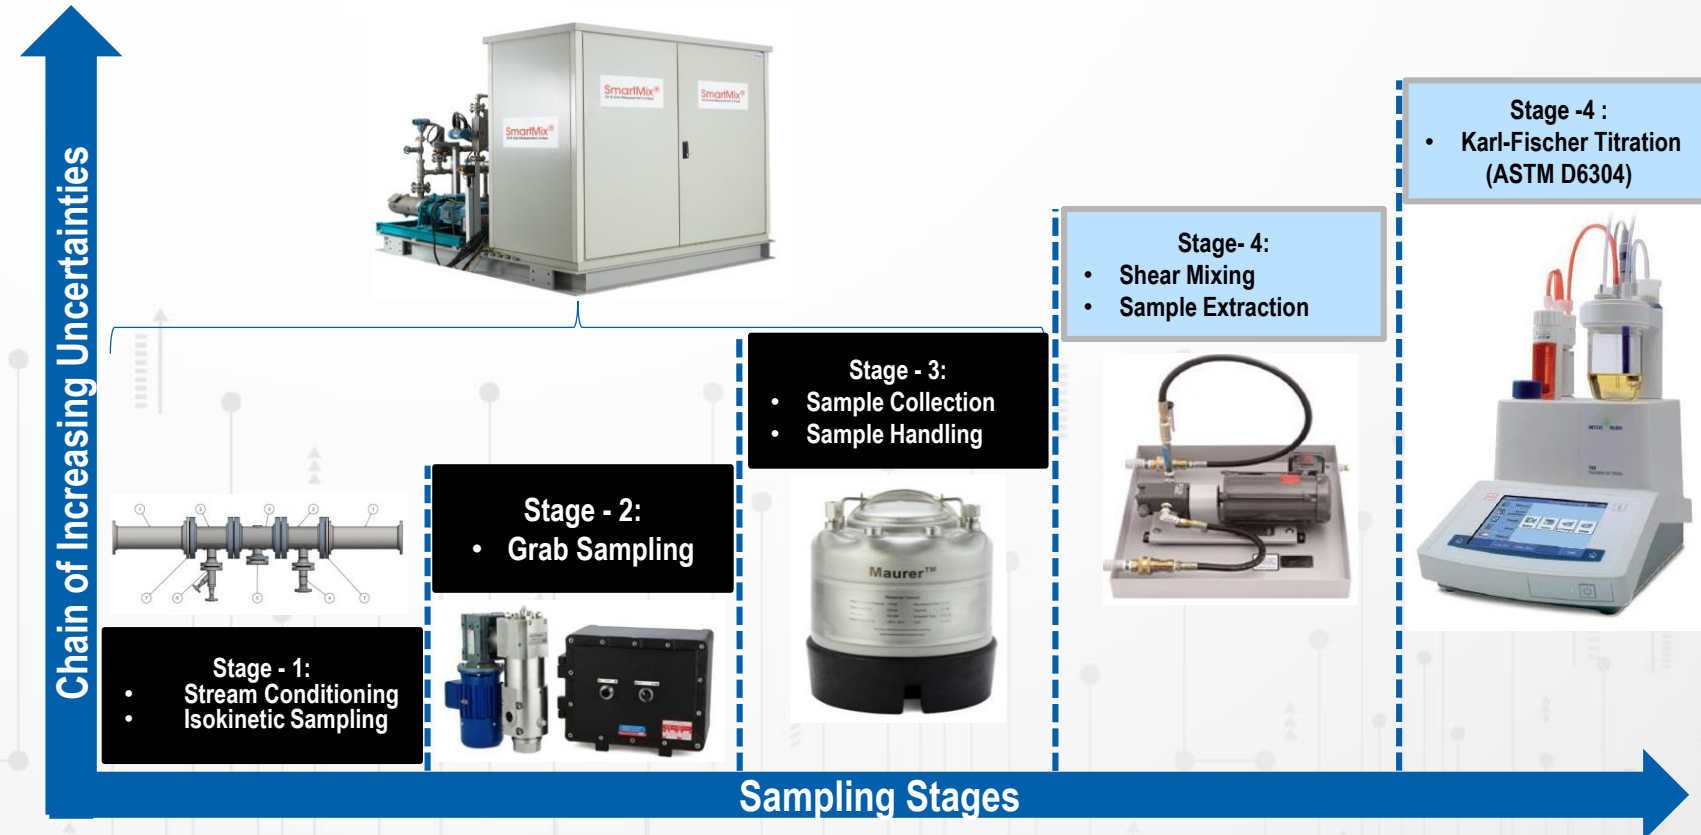 Chain of Increasing Uncertainties
SmartMix®
SmartMix®
SmartMix®
Stage - 1:
• Stream Conditioning
• Isokinetic Sampling
Stage - 2:
• Grab Sampling
Stage - 3:
• Sample Collection
• Sample Handling
Maurer™
Stage- 4:
• Shear Mixing
• Sample Extraction
Stage -4 :
• Karl-Fischer Titration
(ASTM D6304)
Sampling Stages